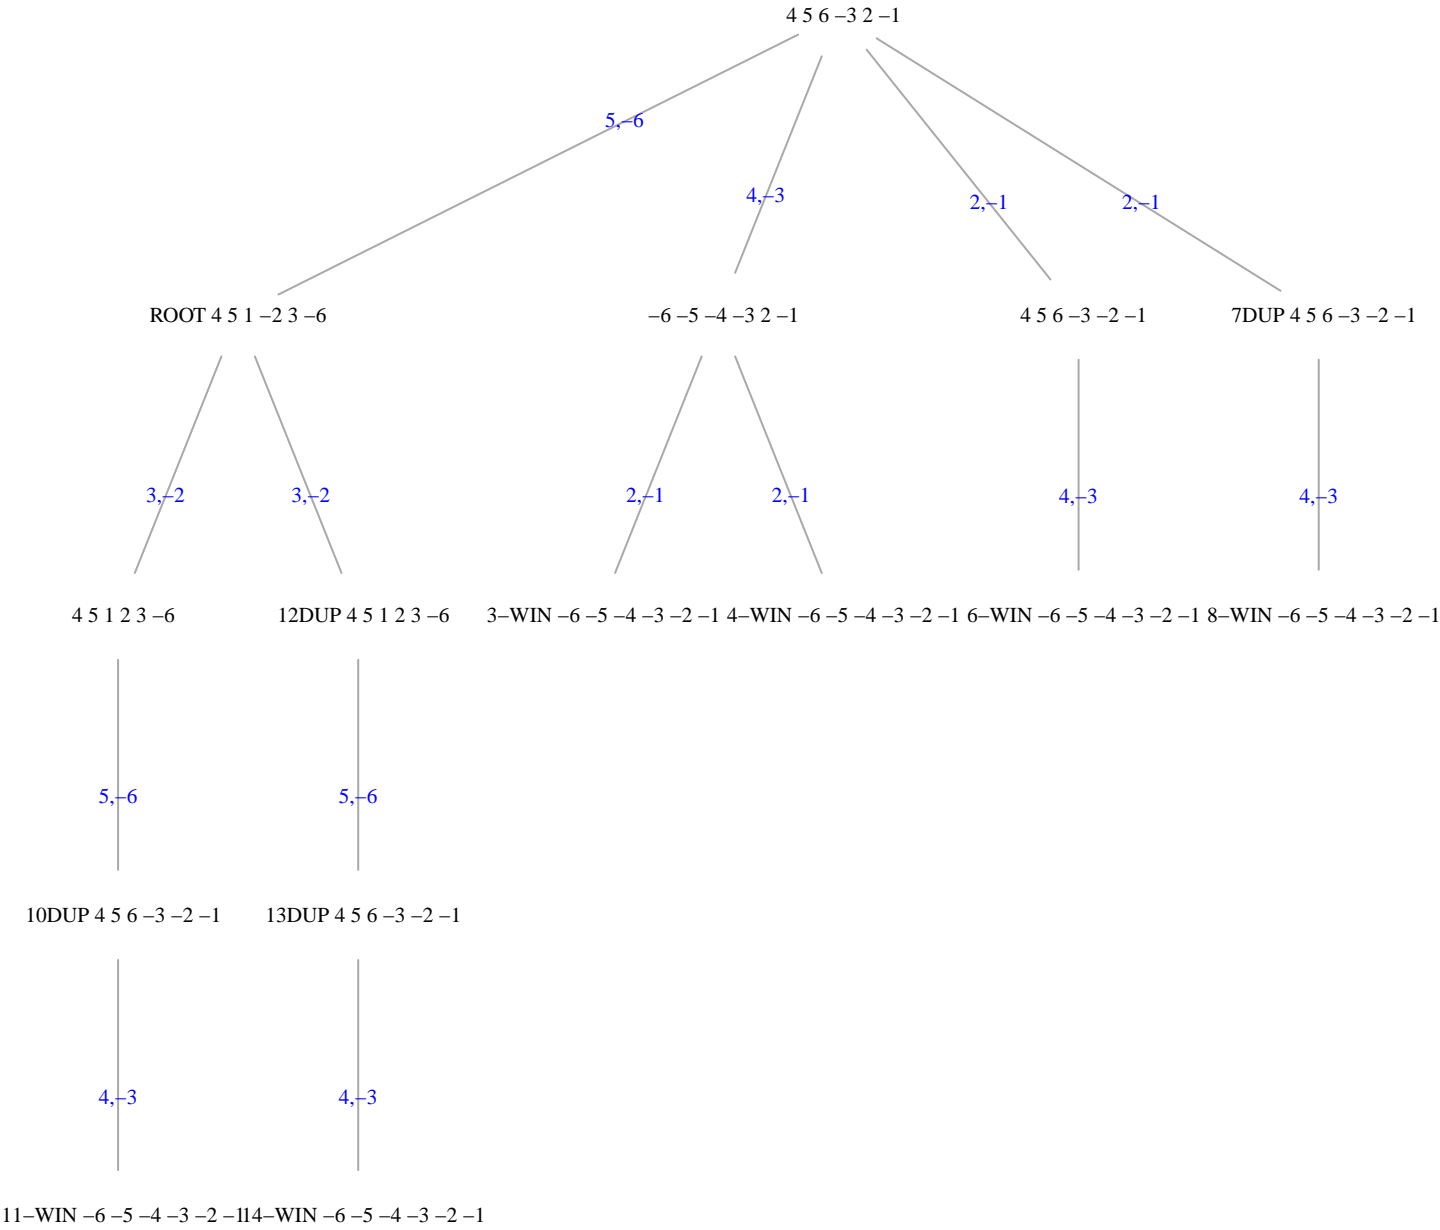 4 5 6 –3 2 –1
5,–6
4,–3
2,–1
2,–1
ROOT 4 5 1 –2 3 –6
–6 –5 –4 –3 2 –1
4 5 6 –3 –2 –1
7DUP 4 5 6 –3 –2 –1
3,–2
3,–2
2,–1
2,–1
4,–3
4,–3
4 5 1 2 3 –6
12DUP 4 5 1 2 3 –6
3–WIN –6 –5 –4 –3 –2 –1
4–WIN –6 –5 –4 –3 –2 –1
6–WIN –6 –5 –4 –3 –2 –1
8–WIN –6 –5 –4 –3 –2 –1
5,–6
5,–6
10DUP 4 5 6 –3 –2 –1
13DUP 4 5 6 –3 –2 –1
4,–3
4,–3
11–WIN –6 –5 –4 –3 –2 –1
14–WIN –6 –5 –4 –3 –2 –1